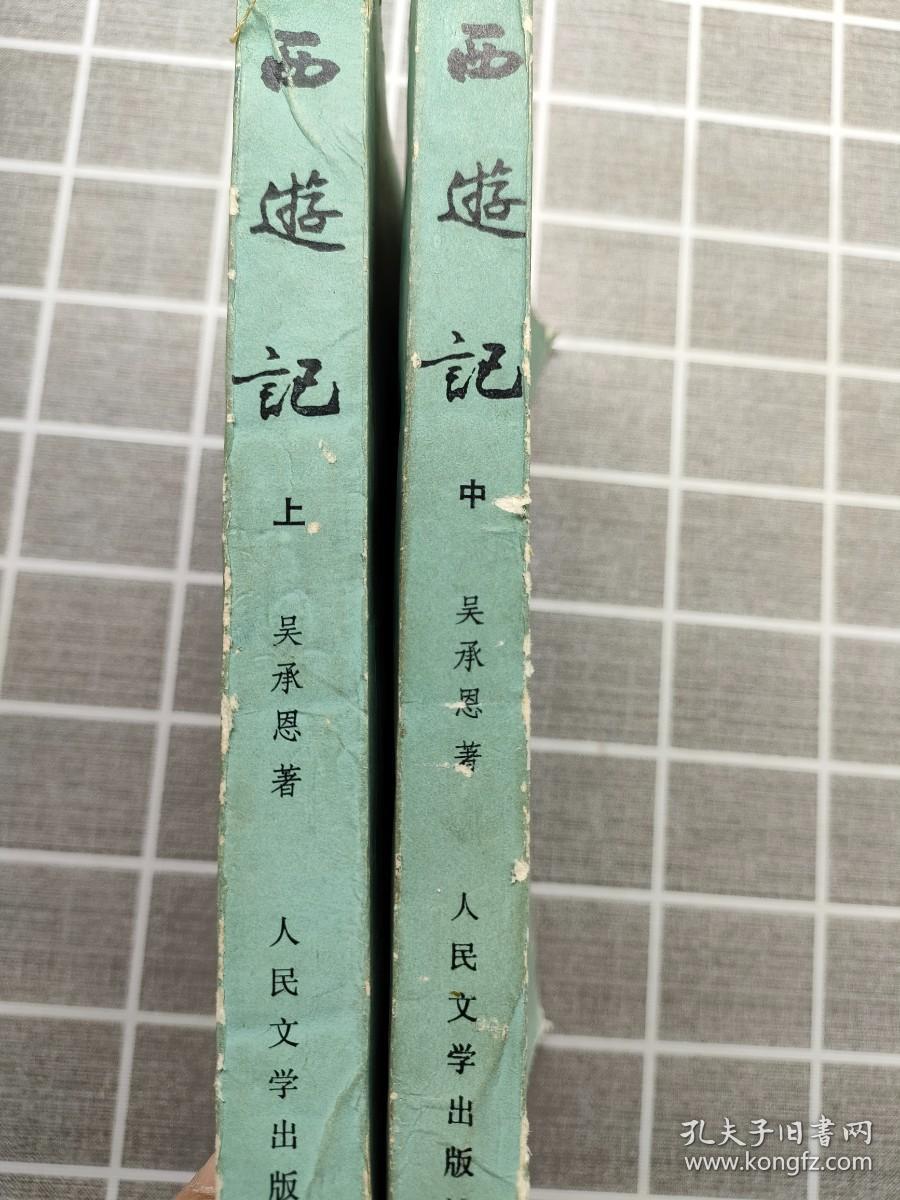 西遊記
上
吴承恩著
人民文学出版
西遊記
中
吴承恩著
人民文学出版
孔夫子旧书网
www.kongfz.com